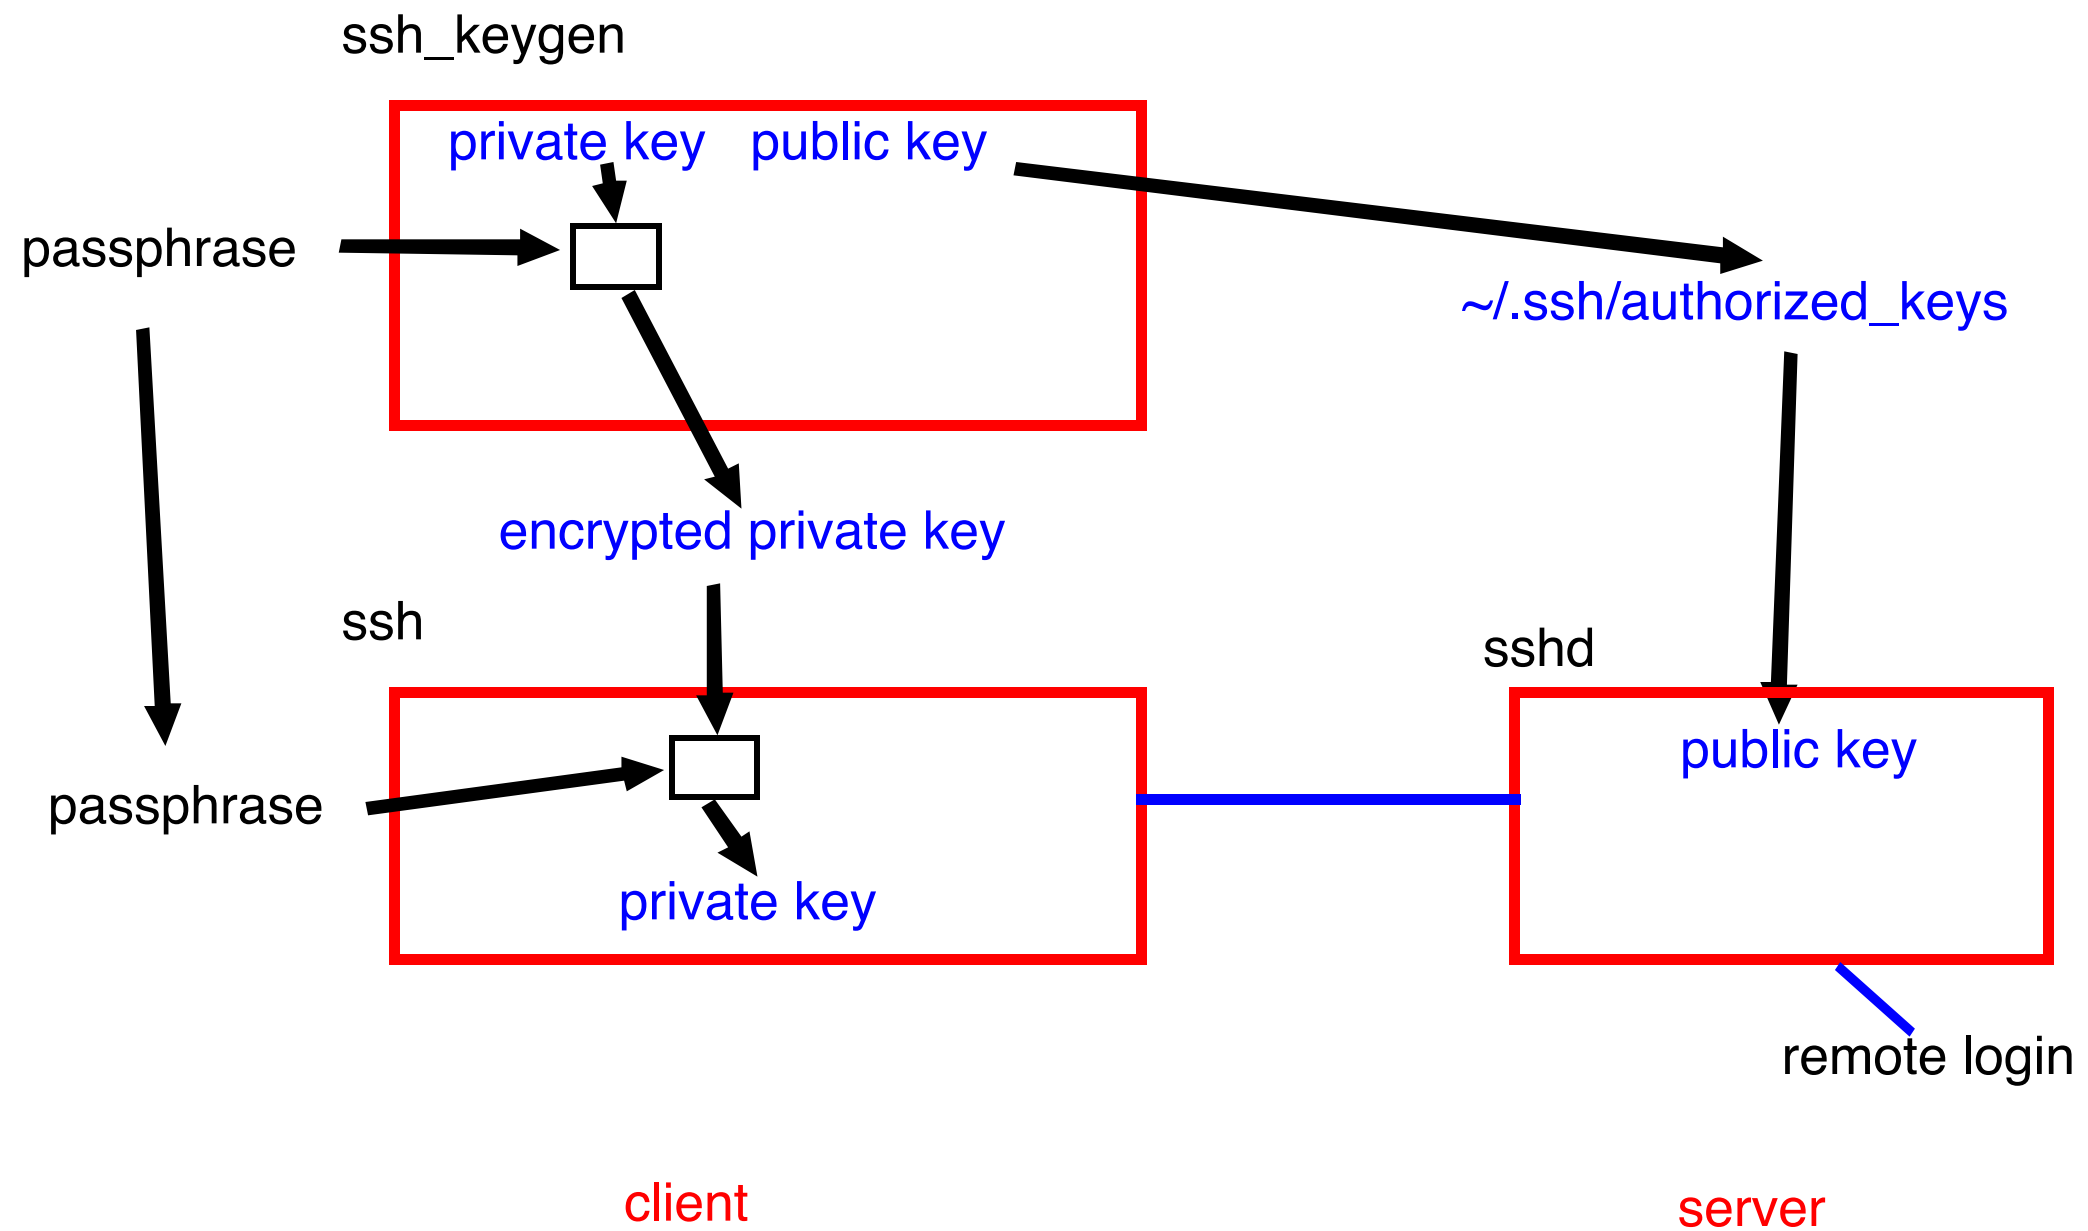 ssh_keygen
private key public key
passphrase
~/.ssh/authorized_keys
encrypted private key
ssh
sshd
public key
passphrase
private key
remote login
client
server